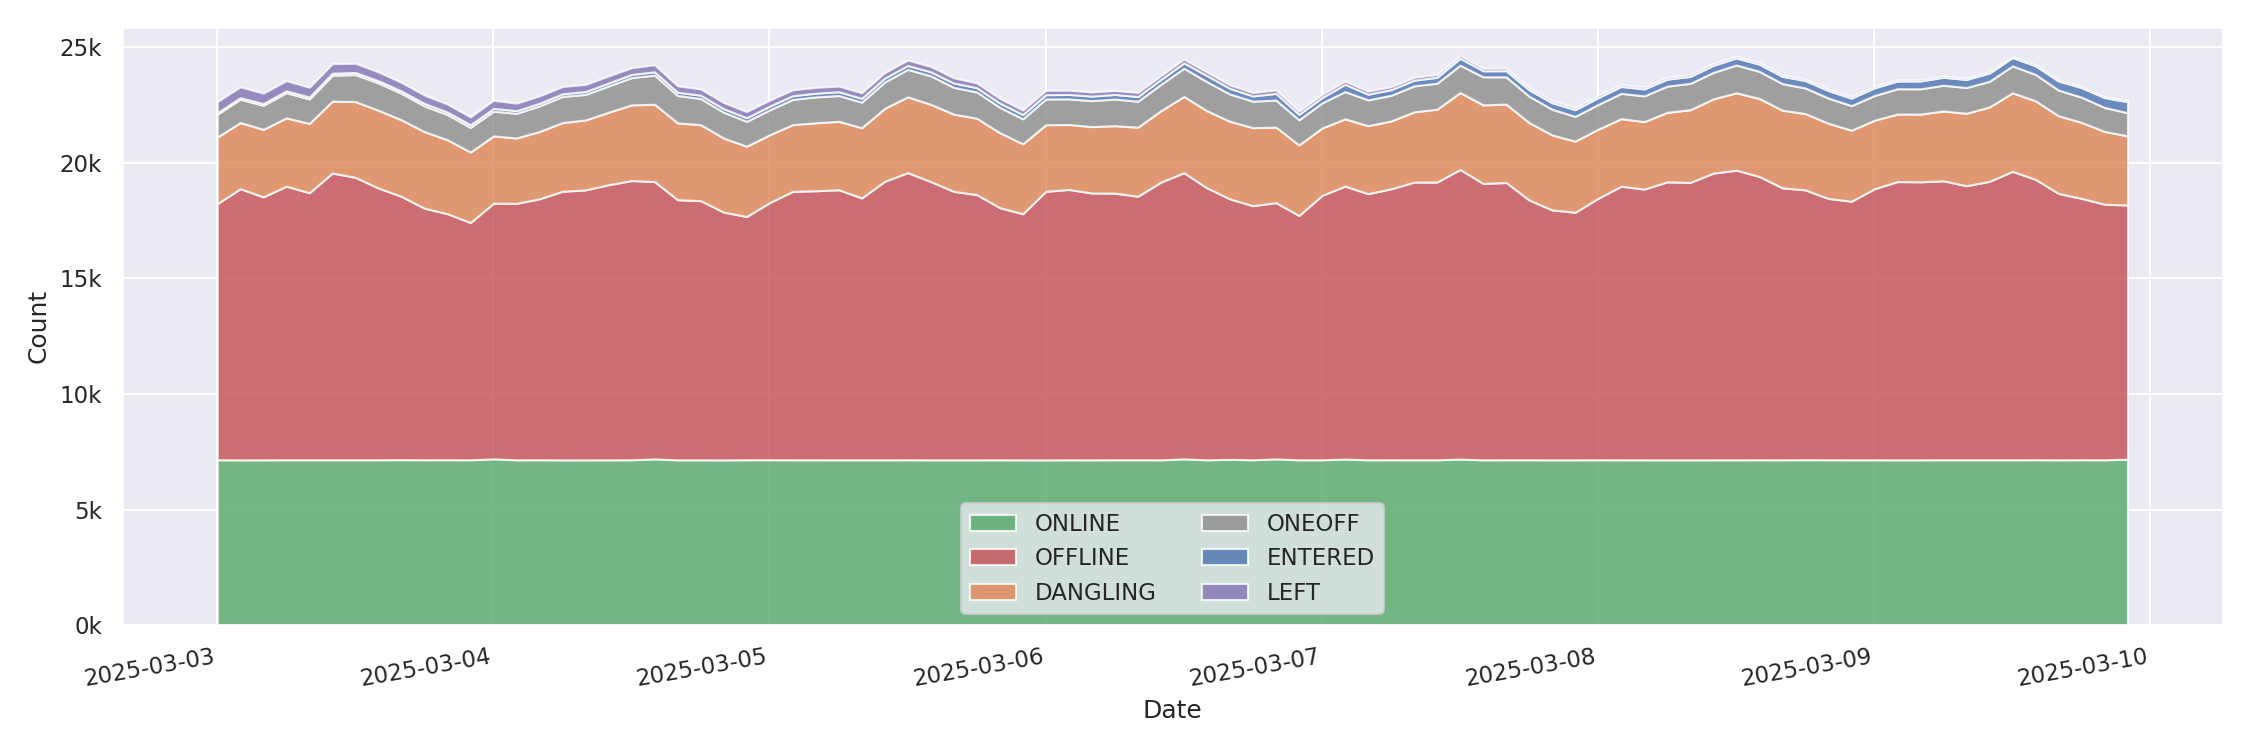 25k
20k
15k
10k
5k
0k
Count
ONLINE
OFFLINE
DANGLING
ONEOFF
ENTERED
LEFT
2025-03-03
2025-03-04
2025-03-05
2025-03-06
2025-03-07
2025-03-08
2025-03-09
2025-03-10
Date